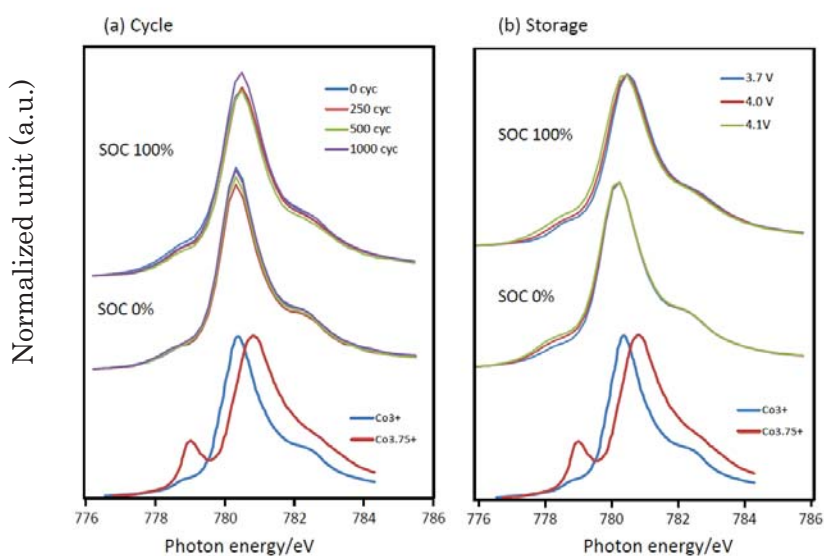 (a) Cycle
(b) Storage
Normalized unit (a.u.)
SOC 100%
0 cyc
250 cyc
500 cyc
1000 cyc
SOC 0%
Co3+
Co3.75+
776 778 780 782 784 786
Photon energy/eV
SOC 100%
3.7 V
4.0 V
4.1V
SOC 0%
Co3+
Co3.75+
776 778 780 782 784 786
Photon energy/eV